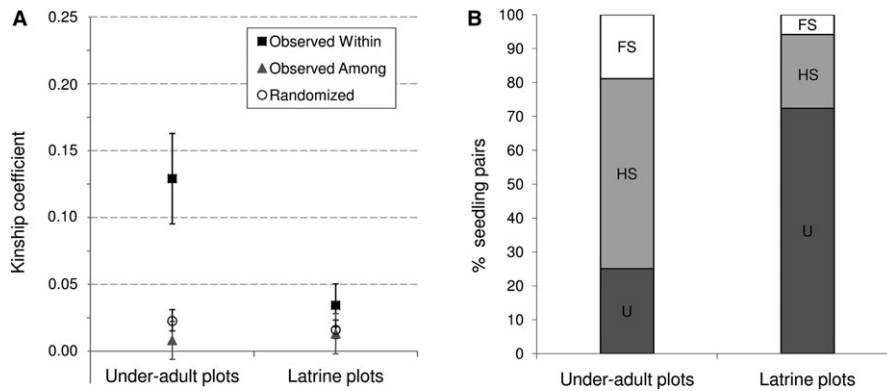 A
0.25
0.20
0.15
0.10
0.05
0.00
Kinship coefficient
Observed Within
Observed Among
Randomized
Under-adult plots
Latrine plots
B
100
90
80
70
60
50
40
30
20
10
0
% seedling pairs
FS
HS
U
FS
HS
U
Under-adult plots
Latrine plots